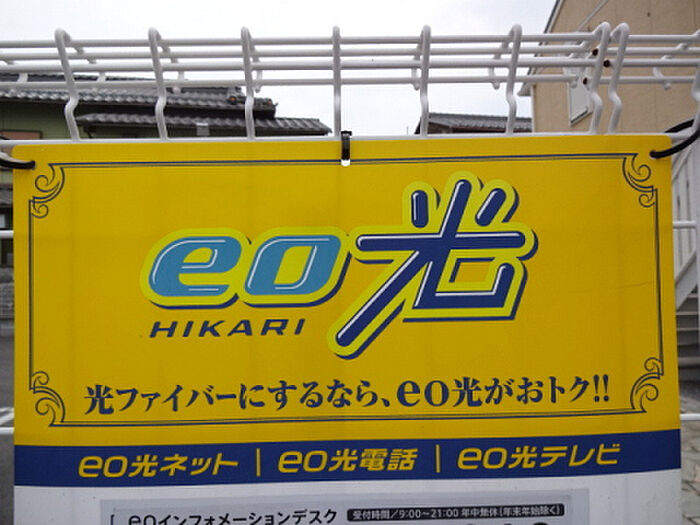 eo光
HIKARI
光ファイバーにするなら、eo光がおトク!!
eo光ネット | eo光電話 | eo光テレビ
eoインフォメーションデスク 受付時間/9:00~21:00 年中無休(年末年始除く)